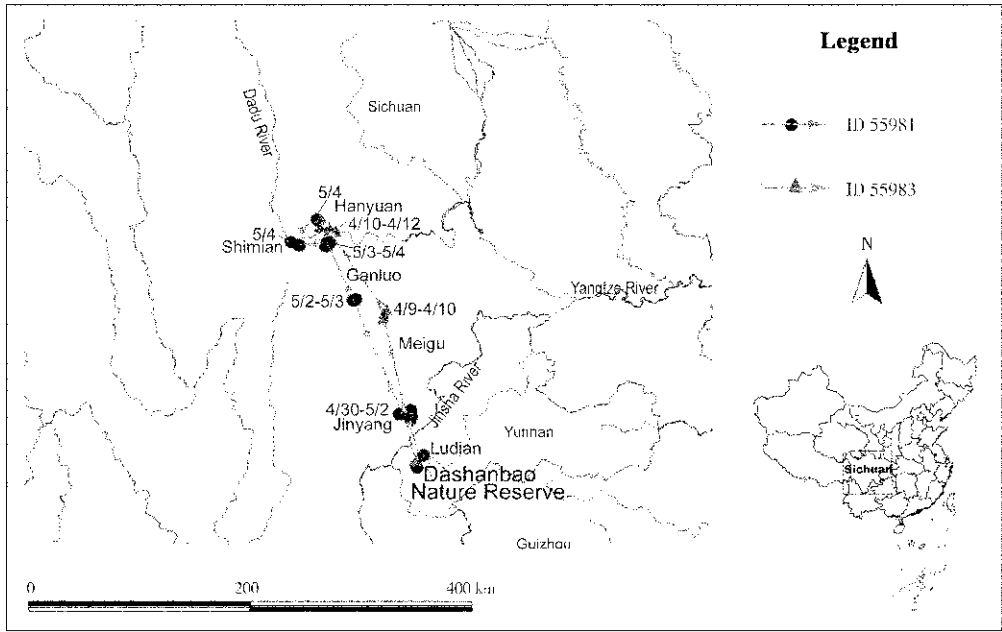 Legend
ID 55981
ID 55983
N
Sichuan
Dadu River
Sichuan
5/4
Hanyuan
4/10-4/12
5/4
Shimian
5/3-5/4
Ganluo
5/2-5/3
4/9-4/10
Yangtze River
Meigu
Jinsha River
4/30-5/2
Jinyang
Yunnan
Ludian
Dashanbao
Nature Reserve
Guizhou
0 200 400 km